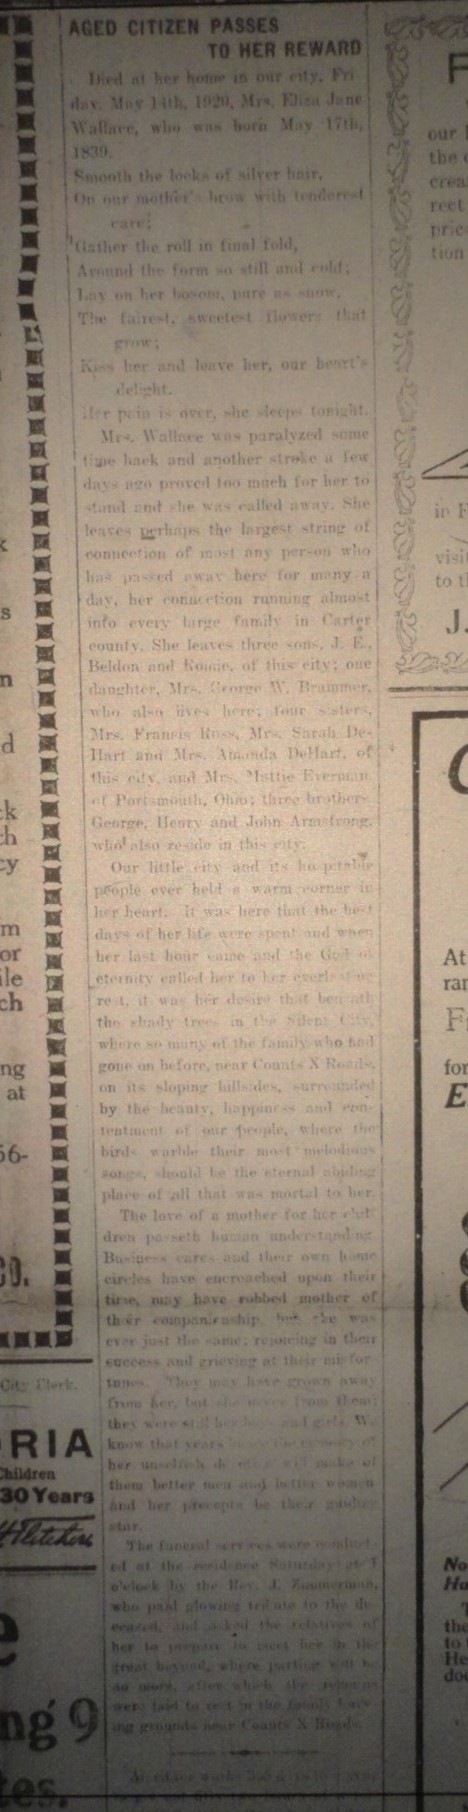 AGED CITIZEN PASSES
TO HER REWARD
Died at her home in our city, Fri-
day, May 14th, 1920, Mrs. Eliza Jane
Wallace, who was born May 17th,
1839.
Smooth the locks of silver hair,
On our mother's brow with tenderest
care;
Gather the roll in final fold,
Around the form so still and cold;
Lay on her bosom, pure as snow,
The fairest, sweetest flowers that
grow;
Kiss her and leave her, our heart's
delight,
Her pain is over, she sleeps tonight.
Mrs. Wallace was paralyzed some
time back and another stroke a few
days ago proved too much for her to
stand and she was called away. She
leaves perhaps the largest string of
connection of most any person who
has passed away here for many a
day, her connection running almost
into every large family in Carter
county. She leaves three sons, J. E.,
Beldon and of this city; one
daughter, Mrs. George W. Brammer,
who also lives here; four sisters,
Mrs. Francis Ross, Mrs. Sarah De-
Hart and Mrs. Amanda DeHart, of
this city, and Mrs. Mattie Everman
of Portsmouth, Ohio; three brothers
George, Henry and John Armstrong,
who also reside in this city.
Our little city and its hospitable
people ever held a warm corner in
her heart. It was here that the best
days of her life were spent and when
her last hour came and the God of
eternity called her to her everlasting
rest, it was her desire that beneath
the shady trees in the Silent City,
where so many of the family who had
gone on before, near Counts X Roads,
on its sloping hillsides, surrounded
by the beauty, happiness and con-
tentment of our people, where the
birds warble their most melodious
songs, should be the eternal abiding
place of all that was mortal to her.
The love of a mother for her chil-
dren passeth human understanding.
Business cares and their own home
circles have encroached upon their
time, may have robbed mother of
their companionship, but she was
ever just the same; rejoicing in their
success and grieving at their misfor-
tunes. They may have grown away
from her, but she never from them;
they were still her boys and girls. We
know that years the memory of
her unselfish devotion will make of
them better men and better women
and her precepts be their guiding
star.
The funeral services were conduct-
ed at the residence Saturday at 1
o'clock by the Rev. J. Zimmerman,
who paid glowing tribute to the de-
ceased, and asked the relatives of
her to prepare to meet her in the
great beyond, where parting will be
no more, after which the remains
were laid to rest in the family bury-
ing grounds near Counts X Roads.
City Clerk.
ORIA
Children
30 Years
ng 9
tes.
CO.